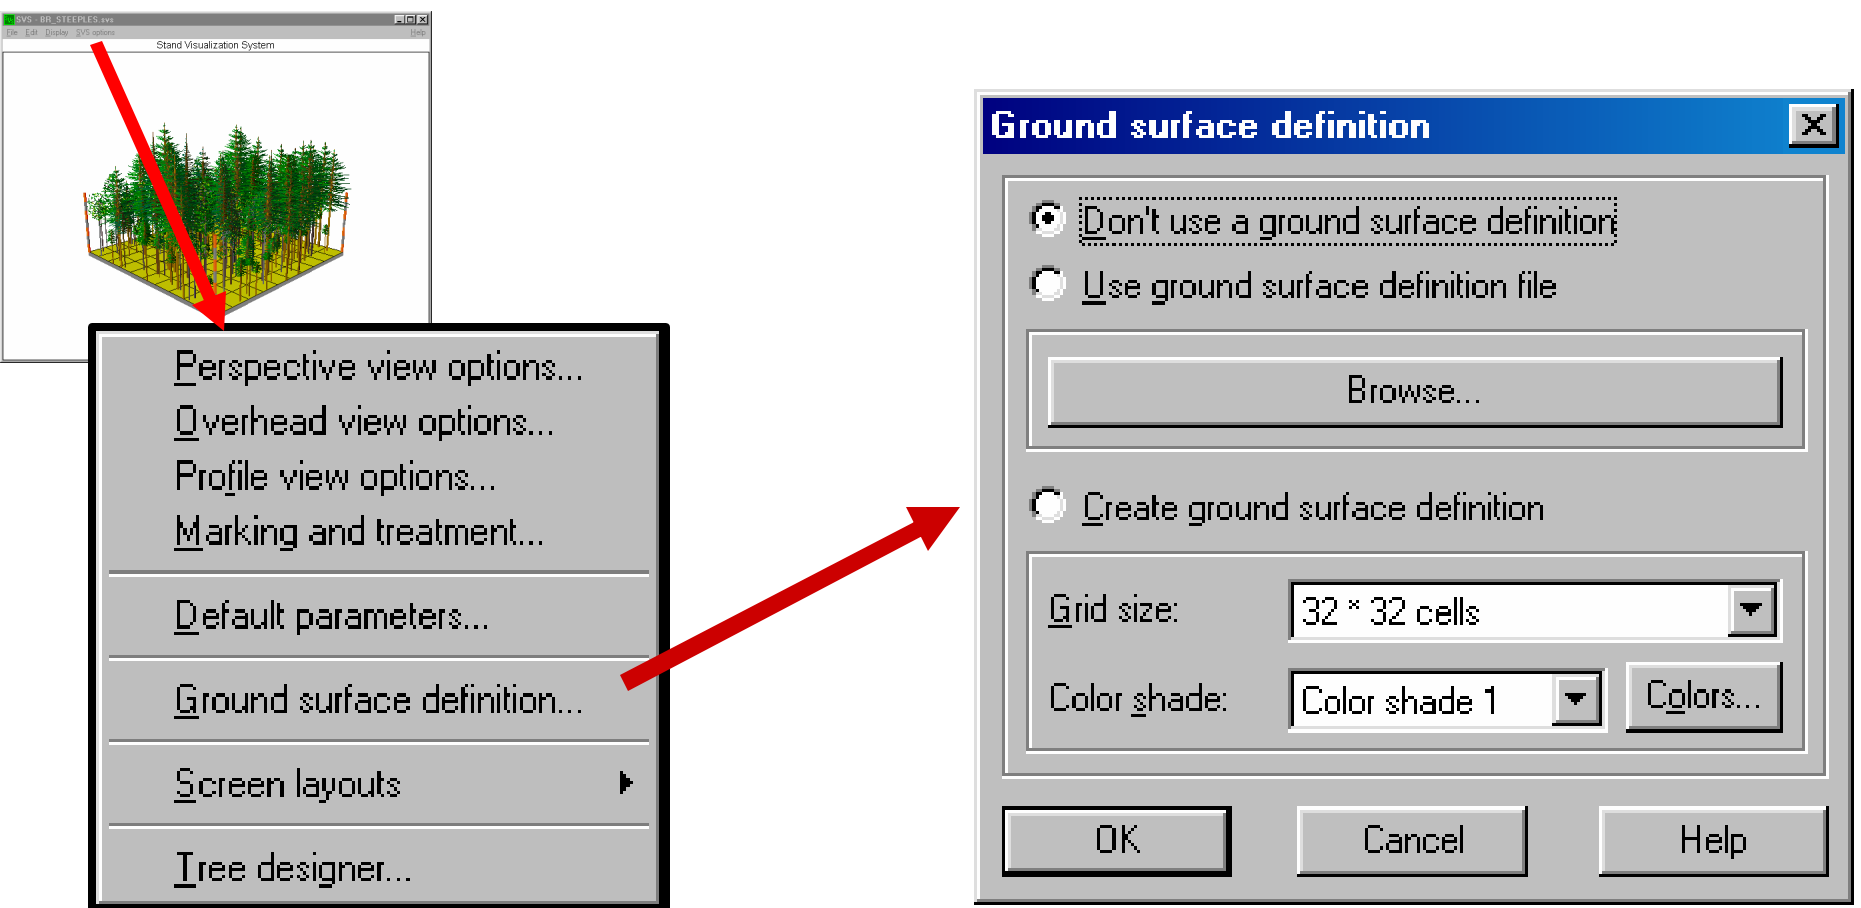 SVS - BR_STEEPLES.svs
File Edit Display SVS options Help
Stand Visualization System
Perspective view options...
Overhead view options...
Profile view options...
Marking and treatment...
Default parameters...
Ground surface definition...
Screen layouts
Tree designer...
Ground surface definition
Don't use a ground surface definition
Use ground surface definition file
Browse...
Create ground surface definition
Grid size: 32 * 32 cells
Color shade: Color shade 1 Colors...
OK Cancel Help